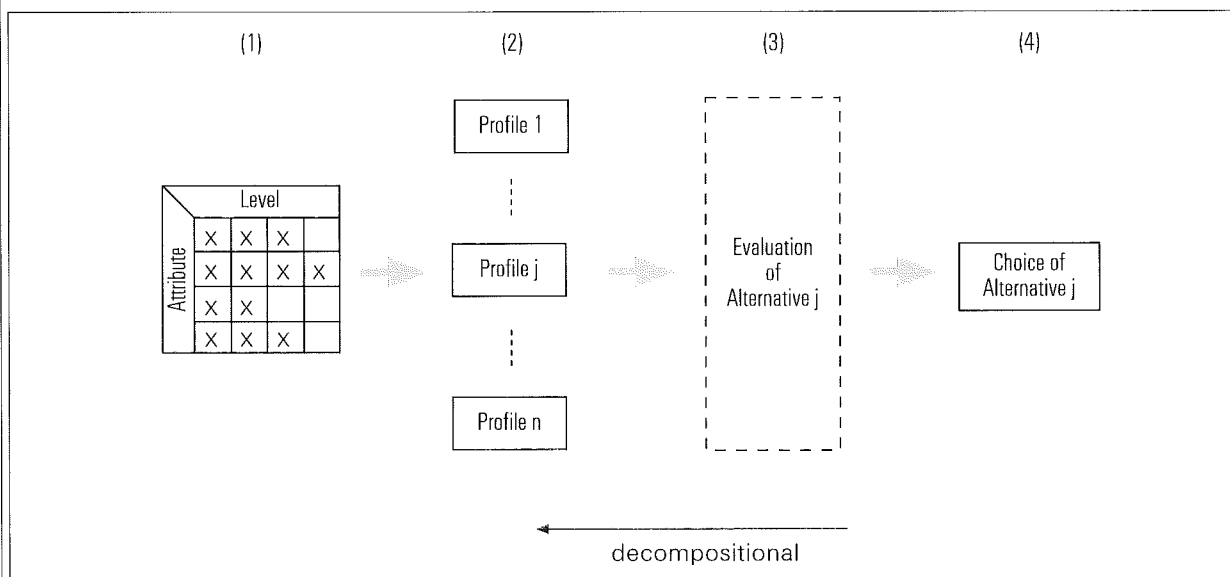 (1) (2) (3) (4)
Profile 1
Level
Attribute
X X X
X X X X
X X
X X X
Profile j
Evaluation
of
Alternative j
Choice of
Alternative j
Profile n
decompositional